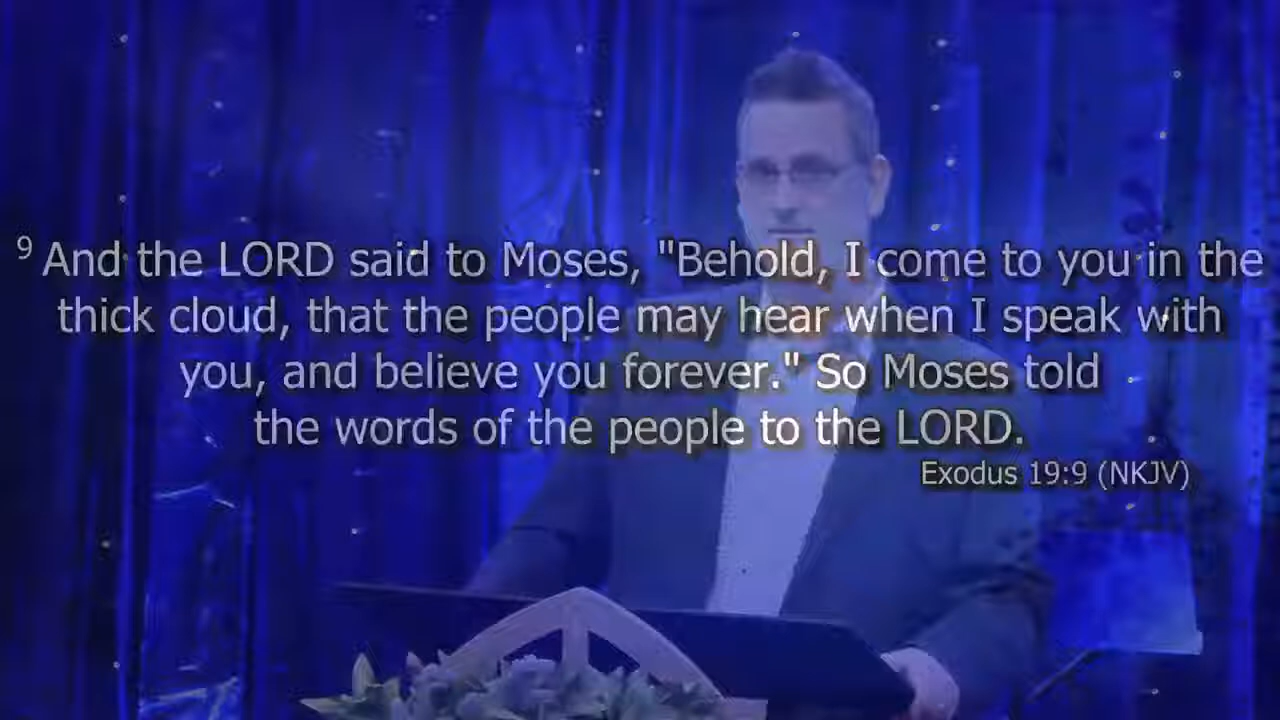 9 And the LORD said to Moses, "Behold, I come to you in the
thick cloud, that the people may hear when I speak with
you, and believe you forever." So Moses told
the words of the people to the LORD.
Exodus 19:9 (NKJV)